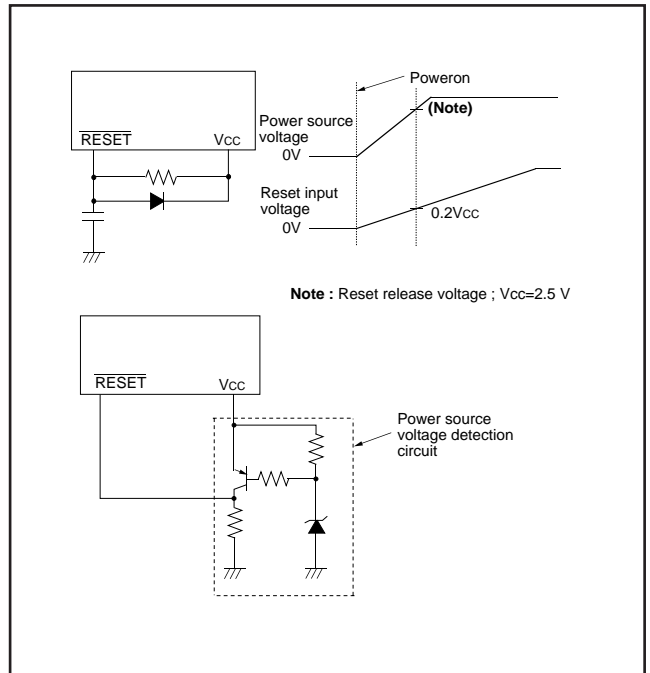 Poweron
(Note)
Power source
voltage
0V
RESET
VCC
Reset input
voltage
0V
0.2VCC
Note : Reset release voltage ; Vcc=2.5 V
RESET
VCC
Power source
voltage detection
circuit